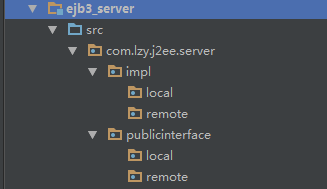 ejb3_server
src
com.lzy.j2ee.server
impl
local
remote
publicinterface
local
remote